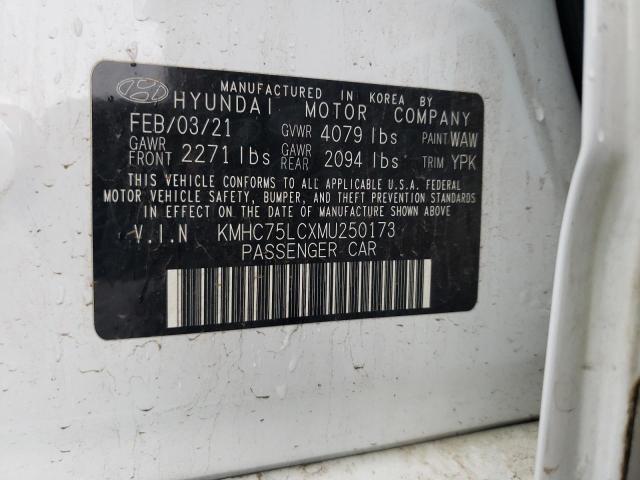 MANUFACTURED IN KOREA BY
HYUNDAI MOTOR COMPANY
FEB/03/21 GVWR 4079 lbs PAINT WAW
GAWR FRONT 2271 lbs GAWR REAR 2094 lbs TRIM YPK
THIS VEHICLE CONFORMS TO ALL APPLICABLE U.S.A. FEDERAL
MOTOR VEHICLE SAFETY, BUMPER, AND THEFT PREVENTION STANDARDS
IN EFFECT ON THE DATE OF MANUFACTURE SHOWN ABOVE.
V.I.N KMHC75LCXMU250173
PASSENGER CAR